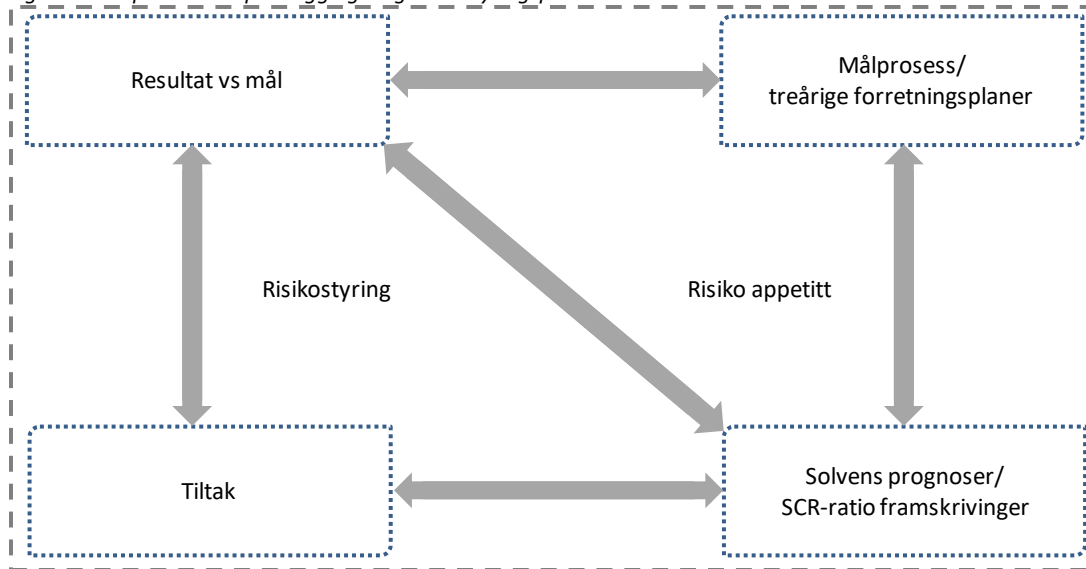 Resultat vs mål
Målprosess/
treårige forretningsplaner
Risikostyring
Risiko appetitt
Tiltak
Solvens prognoser/
SCR-ratio framskrivinger